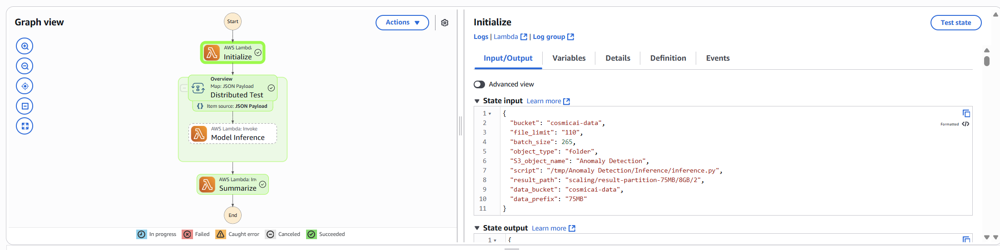 Graph view
Actions
Start
AWS Lambda
Initialize
Overview
Map: JSON Payload
Distributed Test
Item source: JSON Payload
AWS Lambda: Invoke
Model Inference
AWS Lambda: Inv
Summarize
End
In progress
Failed
Caught error
Canceled
Succeeded
Initialize
Test state
Logs | Lambda | Log group
Input/Output
Variables
Details
Definition
Events
Advanced view
State input Learn more
Formatted
1 {
2 "bucket": "cosmicai-data",
3 "file_limit": "110",
4 "batch_size": 265,
5 "object_type": "folder",
6 "S3_object_name": "Anomaly Detection",
7 "script": "/tmp/Anomaly Detection/Inference/inference.py",
8 "result_path": "scaling/result-partition-75MB/8GB/2",
9 "data_bucket": "cosmicai-data",
10 "data_prefix": "75MB"
11 }
State output Learn more
1 {